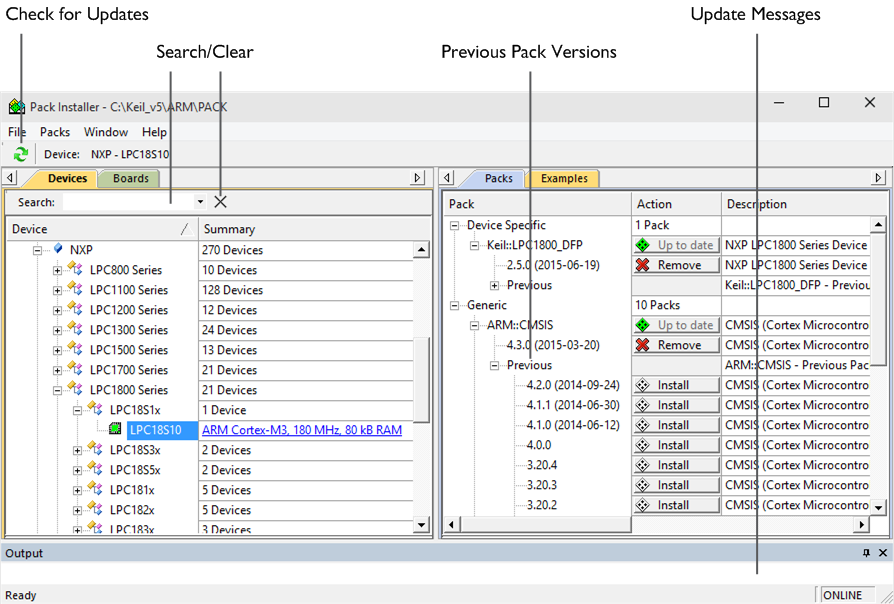 Check for Updates
Update Messages
Search/Clear
Previous Pack Versions
Pack Installer - C:\Keil_v5\ARM\PACK
File Packs Window Help
Device: NXP - LPC18S10
Devices Boards
Packs Examples
Search:
Device Summary
NXP 270 Devices
LPC800 Series 10 Devices
LPC1100 Series 128 Devices
LPC1200 Series 12 Devices
LPC1300 Series 24 Devices
LPC1500 Series 13 Devices
LPC1700 Series 21 Devices
LPC1800 Series 21 Devices
LPC18S1x 1 Device
LPC18S10 ARM Cortex-M3, 180 MHz, 80 kB RAM
LPC18S3x 2 Devices
LPC18S5x 2 Devices
LPC181x 5 Devices
LPC182x 5 Devices
LPC183x 3 Devices
Pack Action Description
Device Specific 1 Pack
Keil::LPC1800_DFP Up to date NXP LPC1800 Series Device
2.5.0 (2015-06-19) Remove NXP LPC1800 Series Device
Previous Keil::LPC1800_DFP - Previou
Generic 10 Packs
ARM::CMSIS Up to date CMSIS (Cortex Microcontro
4.3.0 (2015-03-20) Remove CMSIS (Cortex Microcontro
Previous ARM::CMSIS - Previous Pac
4.2.0 (2014-09-24) Install CMSIS (Cortex Microcontro
4.1.1 (2014-06-30) Install CMSIS (Cortex Microcontro
4.1.0 (2014-06-12) Install CMSIS (Cortex Microcontro
4.0.0 Install CMSIS (Cortex Microcontro
3.20.4 Install CMSIS (Cortex Microcontro
3.20.3 Install CMSIS (Cortex Microcontro
3.20.2 Install CMSIS (Cortex Microcontro
Output
Ready ONLINE